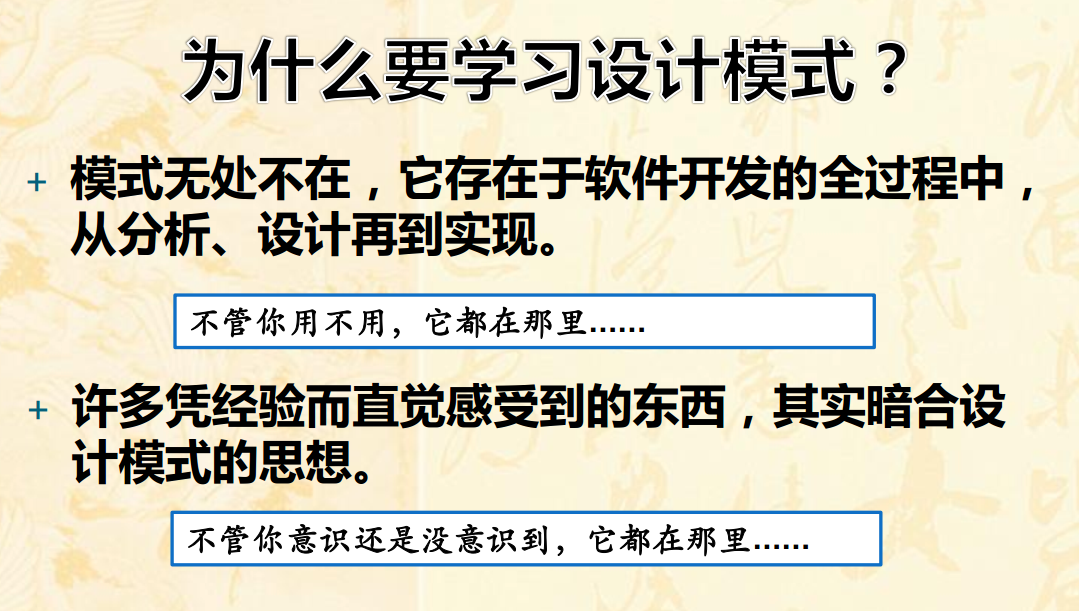 为什么要学习设计模式？
+ 模式无处不在，它存在于软件开发的全过程中，
从分析、设计再到实现。
不管你用不用，它都在那里……
+ 许多凭经验而直觉感受到的东西，其实暗合设
计模式的思想。
不管你意识还是没意识到，它都在那里……